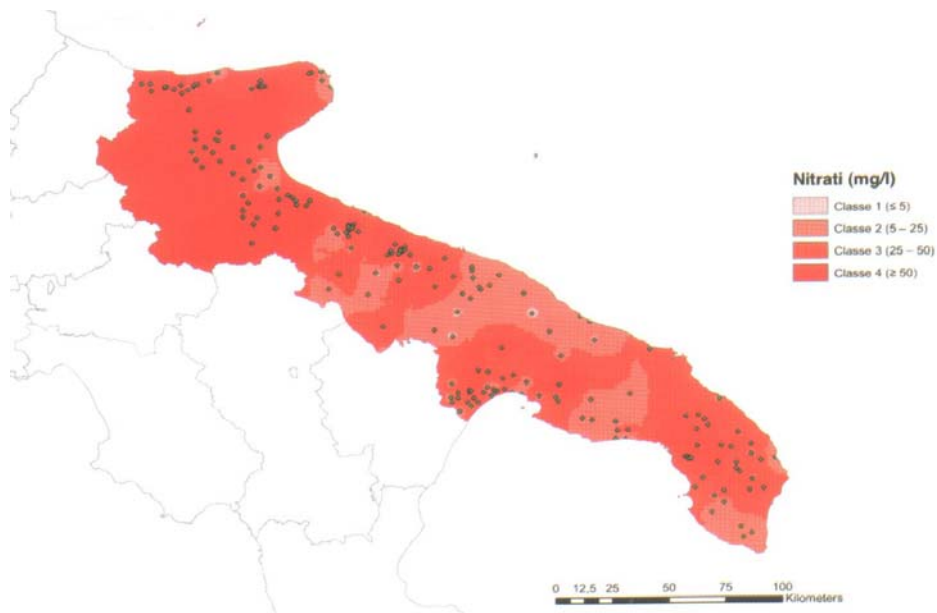 Nitrati (mg/l)
Classe 1 (≤ 5)
Classe 2 (5 – 25)
Classe 3 (25 – 50)
Classe 4 (≥ 50)
0 12,5 25 50 75 100
Kilometers